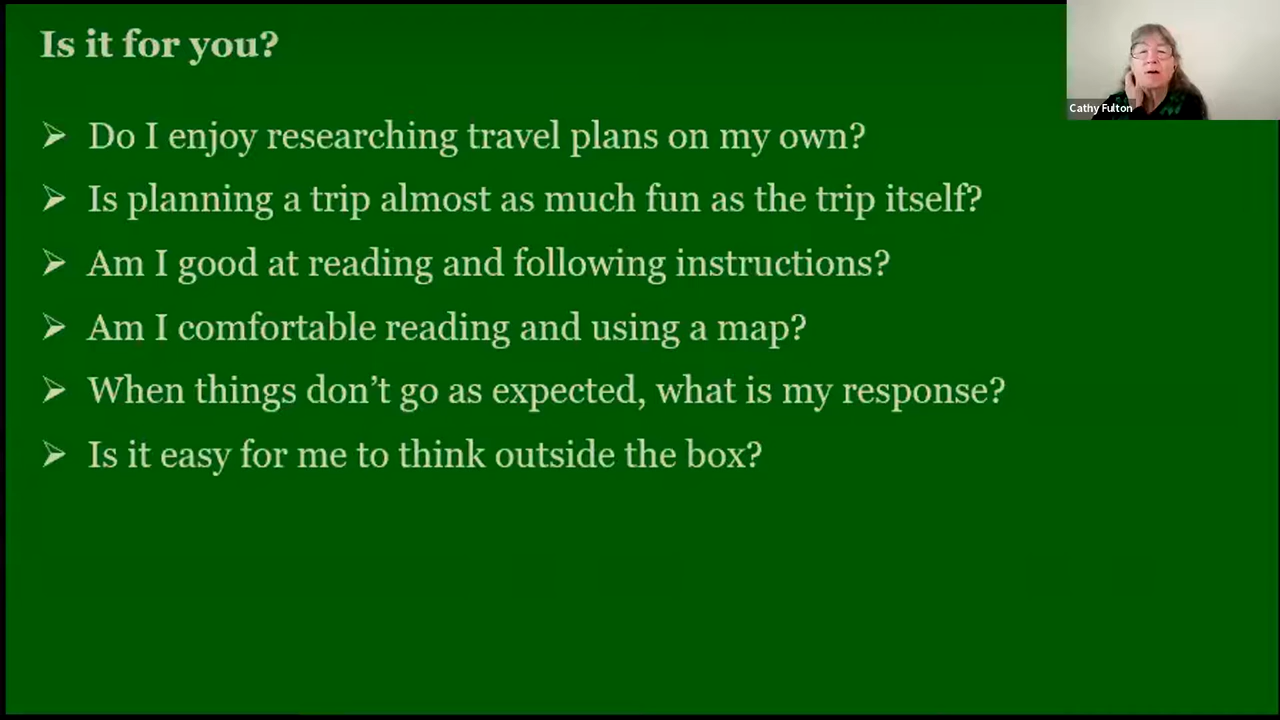 Is it for you?
➢ Do I enjoy researching travel plans on my own?
➢ Is planning a trip almost as much fun as the trip itself?
➢ Am I good at reading and following instructions?
➢ Am I comfortable reading and using a map?
➢ When things don’t go as expected, what is my response?
➢ Is it easy for me to think outside the box?
Cathy Fulton